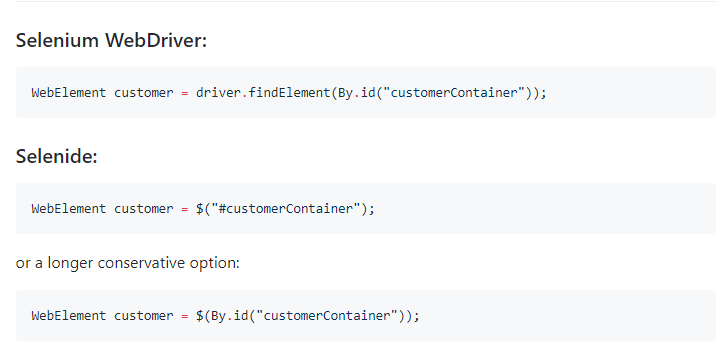 Selenium WebDriver:
WebElement customer = driver.findElement(By.id("customerContainer"));
Selenide:
WebElement customer = $("#customerContainer");
or a longer conservative option:
WebElement customer = $(By.id("customerContainer"));